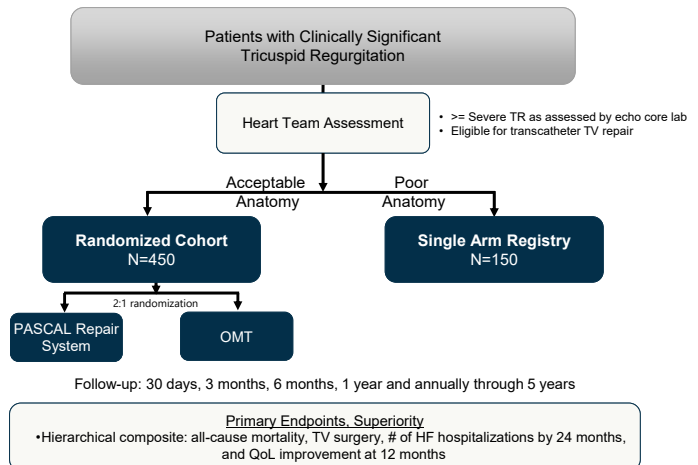 Patients with Clinically Significant
Tricuspid Regurgitation
Heart Team Assessment
• >= Severe TR as assessed by echo core lab
• Eligible for transcatheter TV repair
Acceptable
Anatomy
Poor
Anatomy
Randomized Cohort
N=450
Single Arm Registry
N=150
2:1 randomization
PASCAL Repair
System
OMT
Follow-up: 30 days, 3 months, 6 months, 1 year and annually through 5 years
Primary Endpoints, Superiority
•Hierarchical composite: all-cause mortality, TV surgery, # of HF hospitalizations by 24 months,
and QoL improvement at 12 months